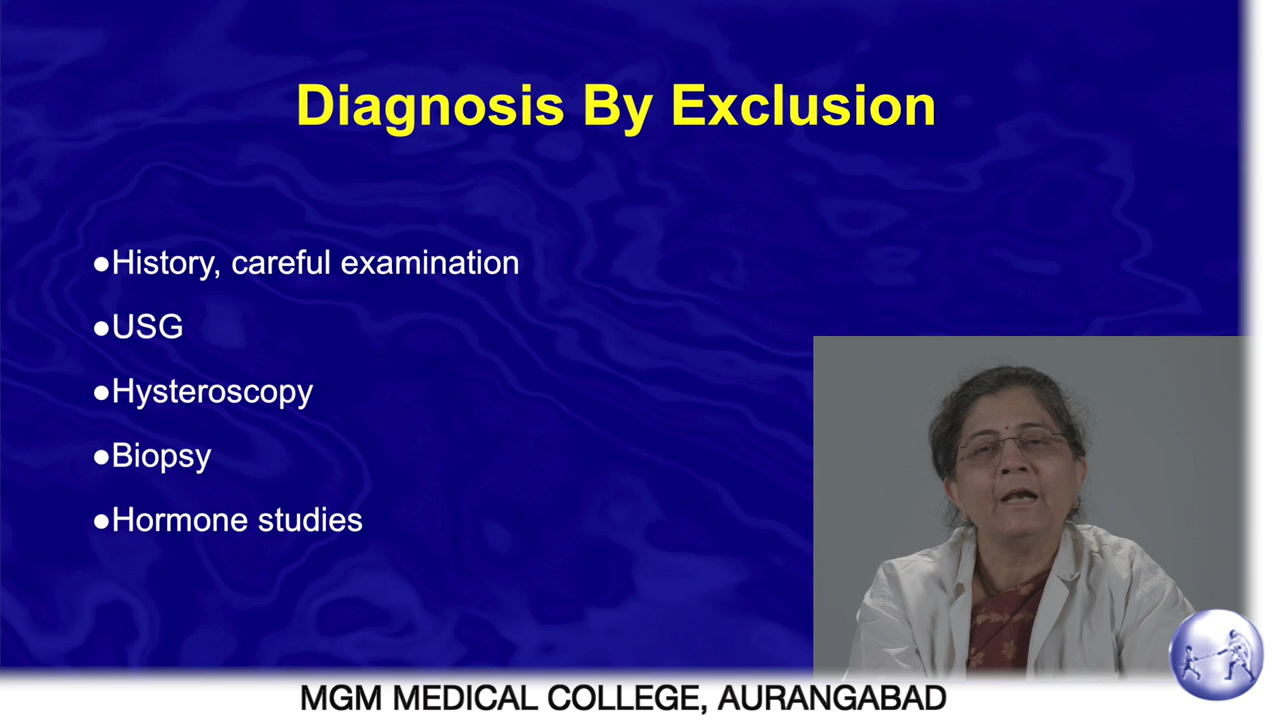 Diagnosis By Exclusion
●History, careful examination
●USG
●Hysteroscopy
●Biopsy
●Hormone studies
MGM MEDICAL COLLEGE, AURANGABAD